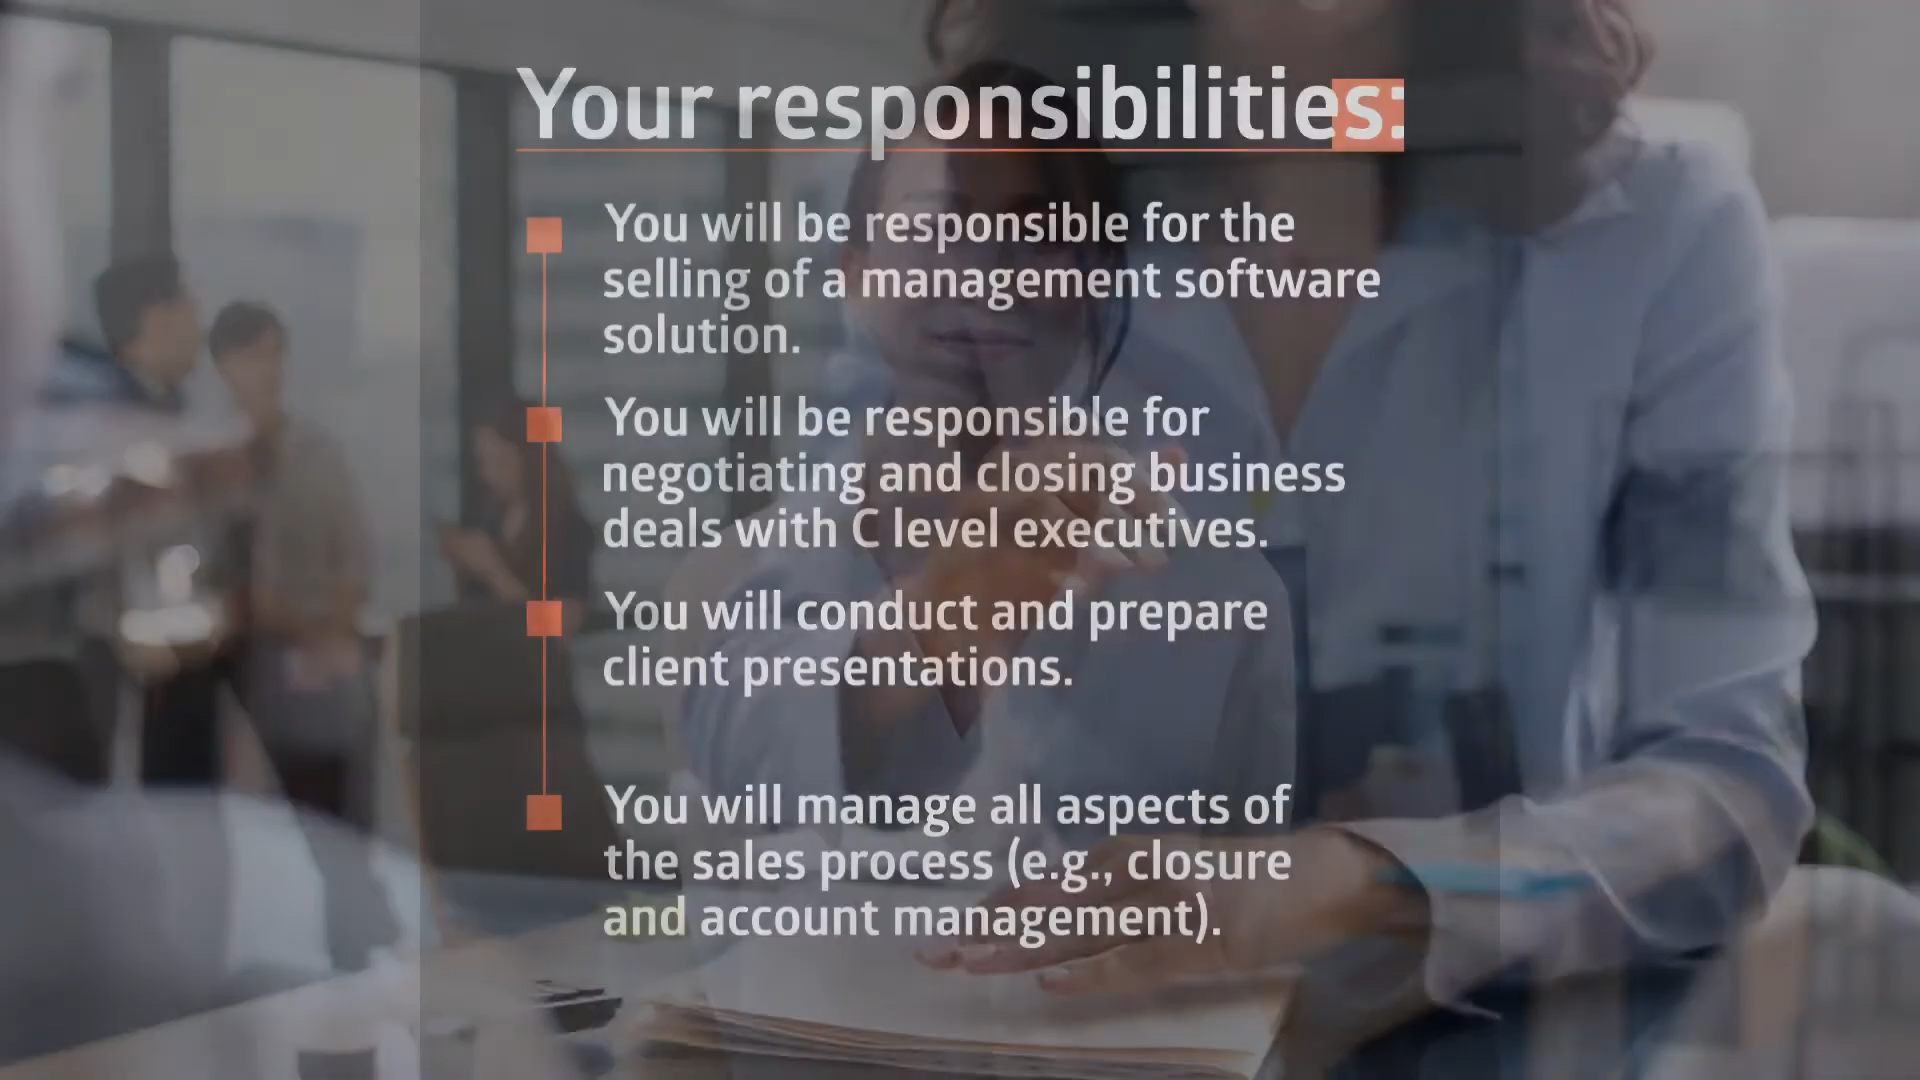 Your responsibilities:
You will be responsible for the
selling of a management software
solution.
You will be responsible for
negotiating and closing business
deals with C level executives.
You will conduct and prepare
client presentations.
You will manage all aspects of
the sales process (e.g., closure
and account management).